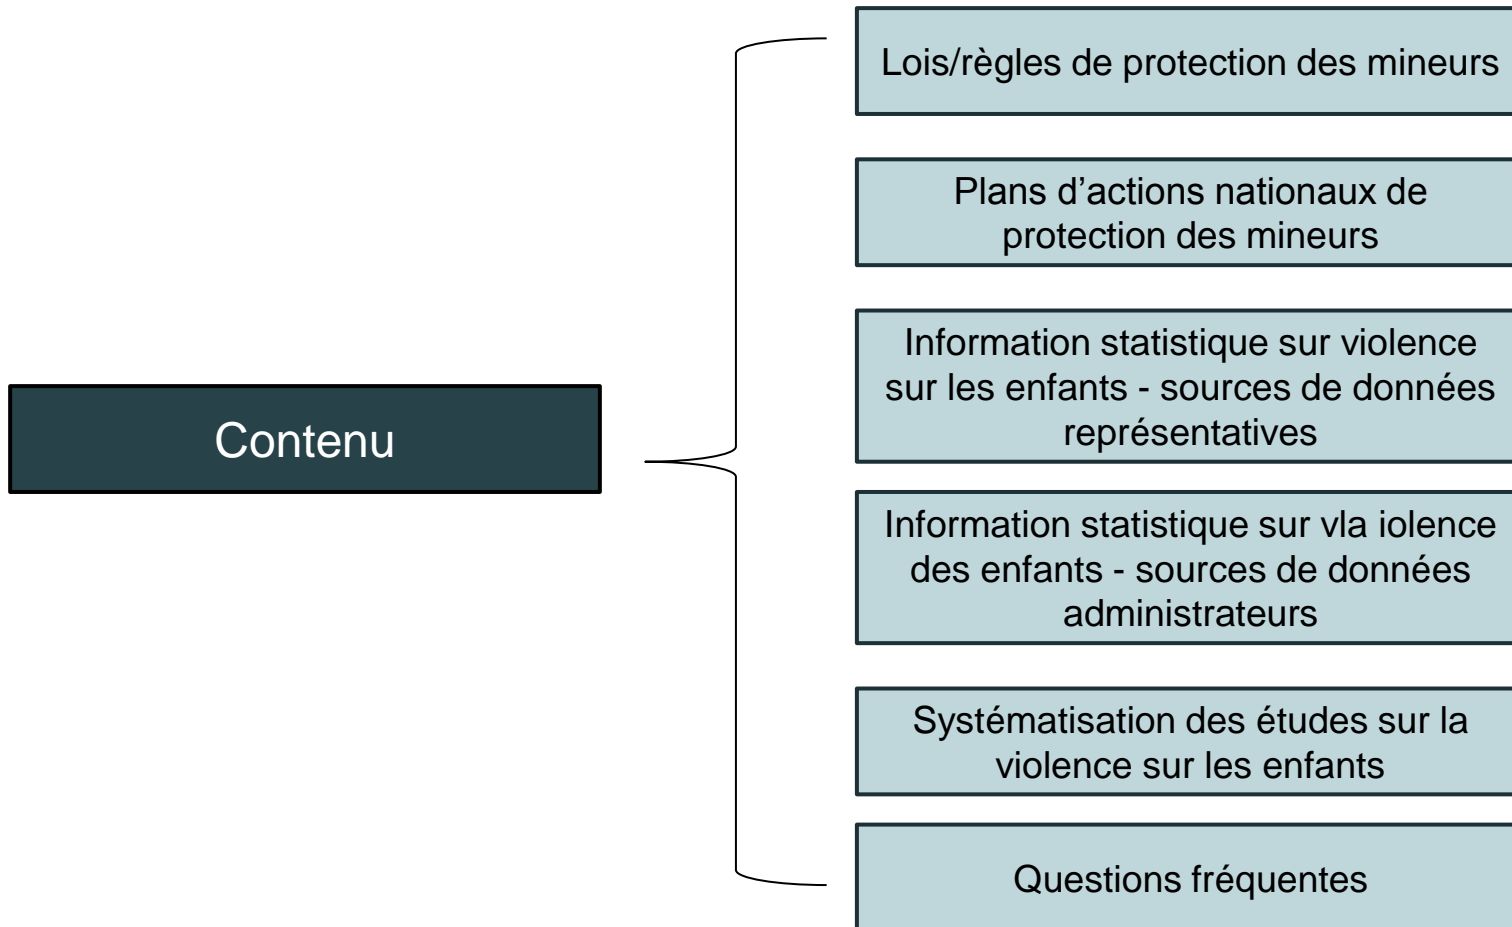 Contenu
Lois/règles de protection des mineurs
Plans d’actions nationaux de
protection des mineurs
Information statistique sur violence
sur les enfants - sources de données
représentatives
Information statistique sur vla iolence
des enfants - sources de données
administrateurs
Systématisation des études sur la
violence sur les enfants
Questions fréquentes